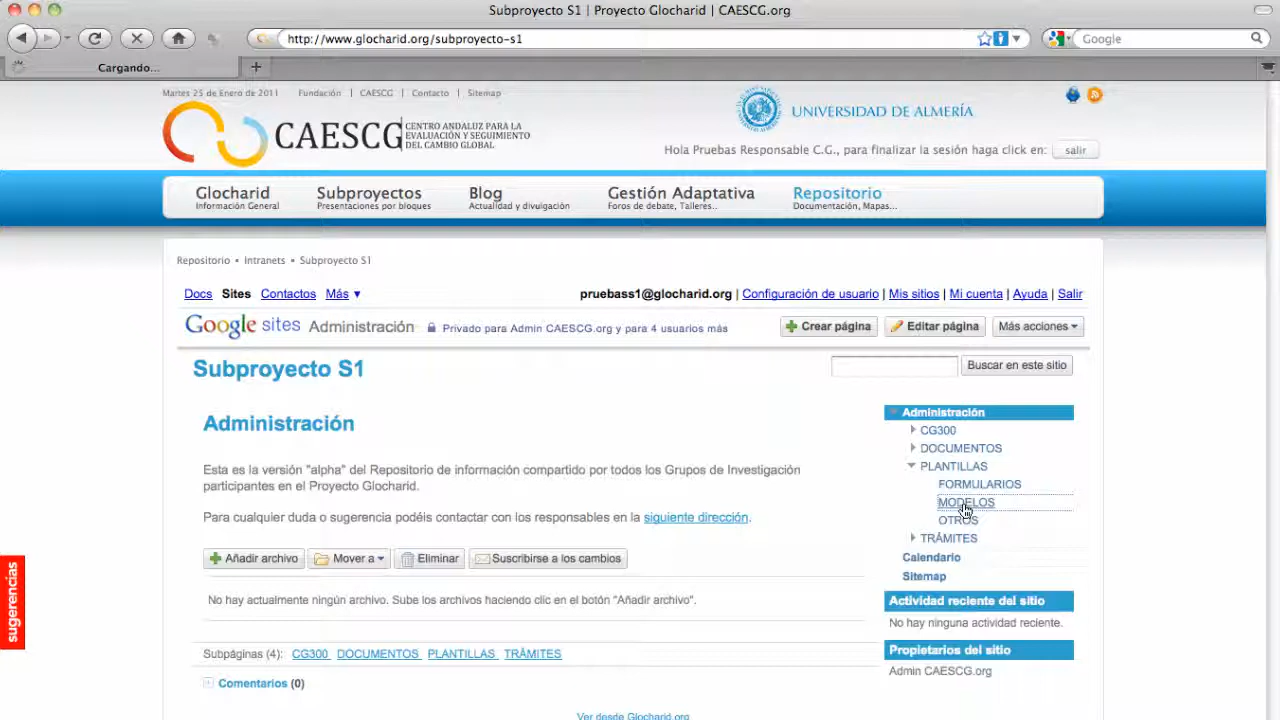 Subproyecto S1 | Proyecto Glocharid | CAESCG.org
http://www.glocharid.org/subproyecto-s1
Google
Cargando...
Martes 25 de Enero de 2011 Fundación | CAESCG | Contacto | Sitemap
CAESCG
CENTRO ANDALUZ PARA LA
EVALUACIÓN Y SEGUIMIENTO
DEL CAMBIO GLOBAL
UNIVERSIDAD DE ALMERÍA
Hola Pruebas Responsable C.G., para finalizar la sesión haga click en: salir
Glocharid
Información General
Subproyectos
Presentaciones por bloques
Blog
Actualidad y divulgación
Gestión Adaptativa
Foros de debate, Talleres..
Repositorio
Documentación, Mapas...
Repositorio • Intranets • Subproyecto S1
Docs Sites Contactos Más ▼
pruebass1@glocharid.org | Configuración de usuario | Mis sitios | Mi cuenta | Ayuda | Salir
Google sites Administración Privado para Admin CAESCG.org y para 4 usuarios más
Crear página Editar página Más acciones
Subproyecto S1
Buscar en este sitio
Administración
Esta es la versión "alpha" del Repositorio de información compartido por todos los Grupos de Investigación
participantes en el Proyecto Glocharid.
Para cualquier duda o sugerencia podéis contactar con los responsables en la siguiente dirección.
Añadir archivo Mover a Eliminar Suscribirse a los cambios
No hay actualmente ningún archivo. Sube los archivos haciendo clic en el botón "Añadir archivo".
Subpáginas (4): CG300 DOCUMENTOS PLANTILLAS TRÁMITES
Comentarios (0)
Ver desde Glocharid.org
Administración
CG300
DOCUMENTOS
PLANTILLAS
FORMULARIOS
MODELOS
OTROS
TRÁMITES
Calendario
Sitemap
Actividad reciente del sitio
No hay ninguna actividad reciente.
Propietarios del sitio
Admin CAESCG.org
sugerencias